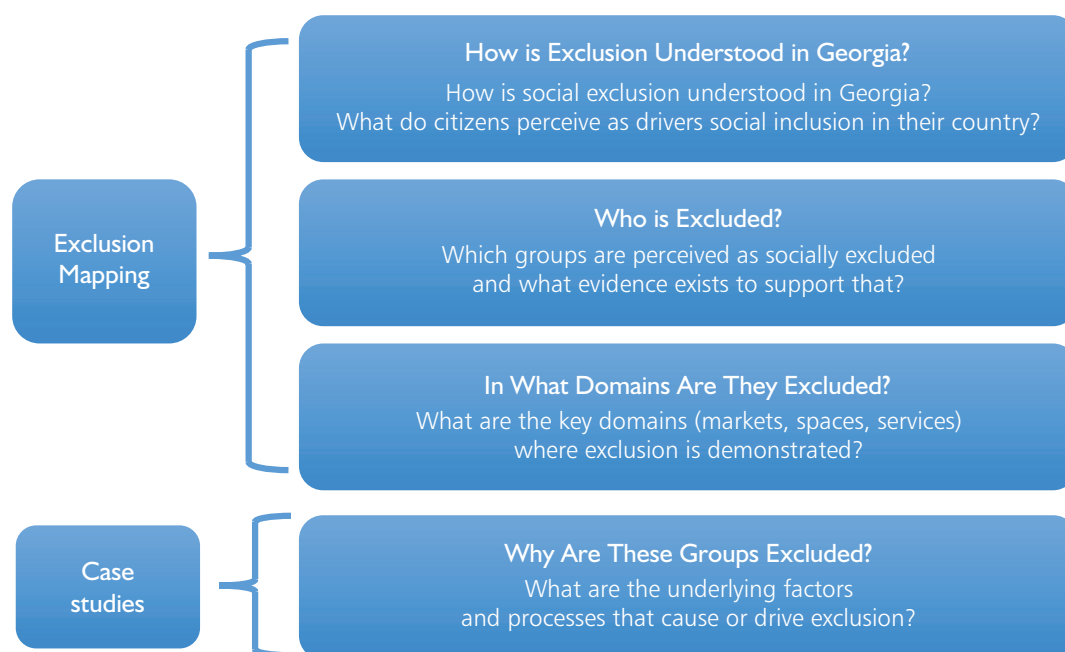 How is Exclusion Understood in Georgia?
How is social exclusion understood in Georgia?
What do citizens perceive as drivers social inclusion in their country?
Exclusion
Mapping
Who is Excluded?
Which groups are perceived as socially excluded
and what evidence exists to support that?
In What Domains Are They Excluded?
What are the key domains (markets, spaces, services)
where exclusion is demonstrated?
Case
studies
Why Are These Groups Excluded?
What are the underlying factors
and processes that cause or drive exclusion?